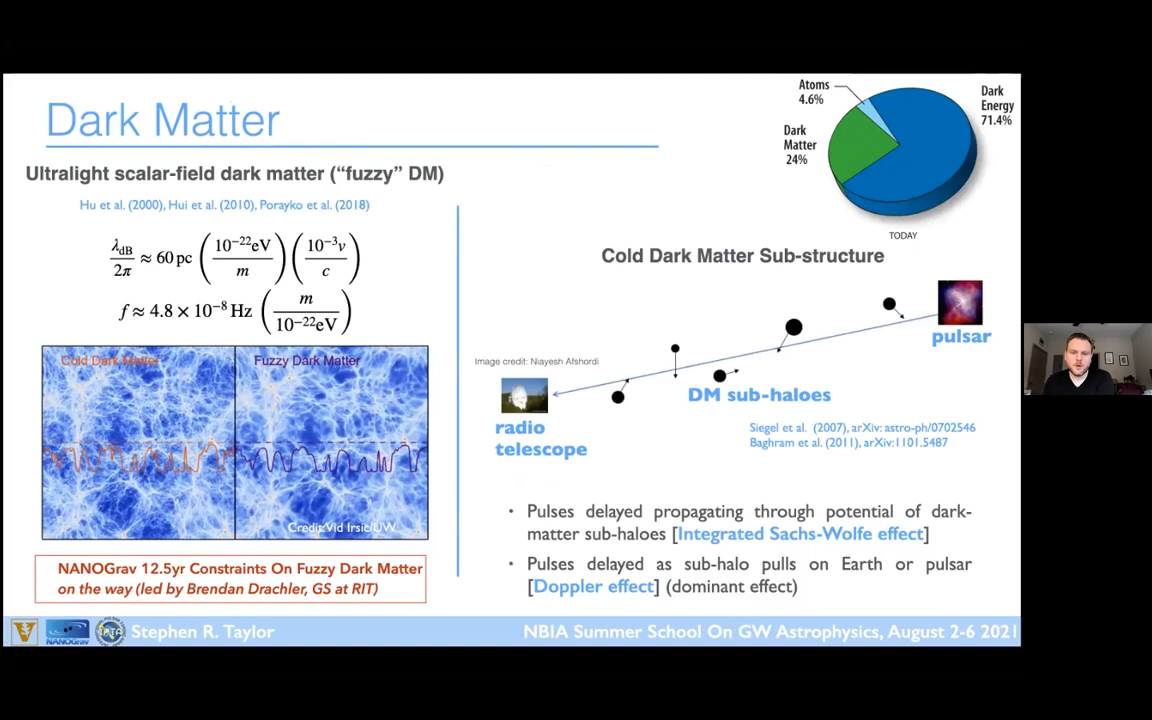 Dark Matter
Ultralight scalar-field dark matter (“fuzzy” DM)
Hu et al. (2000), Hui et al. (2010), Porayko et al. (2018)
λdB/2π ≈ 60 pc (10⁻²²eV/m) (10⁻³v/c)
f ≈ 4.8 × 10⁻⁸ Hz (m/10⁻²²eV)
Cold Dark Matter
Fuzzy Dark Matter
Credit:Vid Irsic/UW
NANOGrav 12.5yr Constraints On Fuzzy Dark Matter
on the way (led by Brendan Drachler, GS at RIT)
Atoms
4.6%
Dark
Energy
71.4%
Dark
Matter
24%
TODAY
Cold Dark Matter Sub-structure
pulsar
Image credit: Niayesh Afshordi
DM sub-haloes
radio
telescope
Siegel et al. (2007), arXiv: astro-ph/0702546
Baghram et al. (2011), arXiv:1101.5487
• Pulses delayed propagating through potential of dark-
matter sub-haloes [Integrated Sachs-Wolfe effect]
• Pulses delayed as sub-halo pulls on Earth or pulsar
[Doppler effect] (dominant effect)
V
NANOGrav
IPTA
Stephen R. Taylor
NBIA Summer School On GW Astrophysics, August 2-6 2021